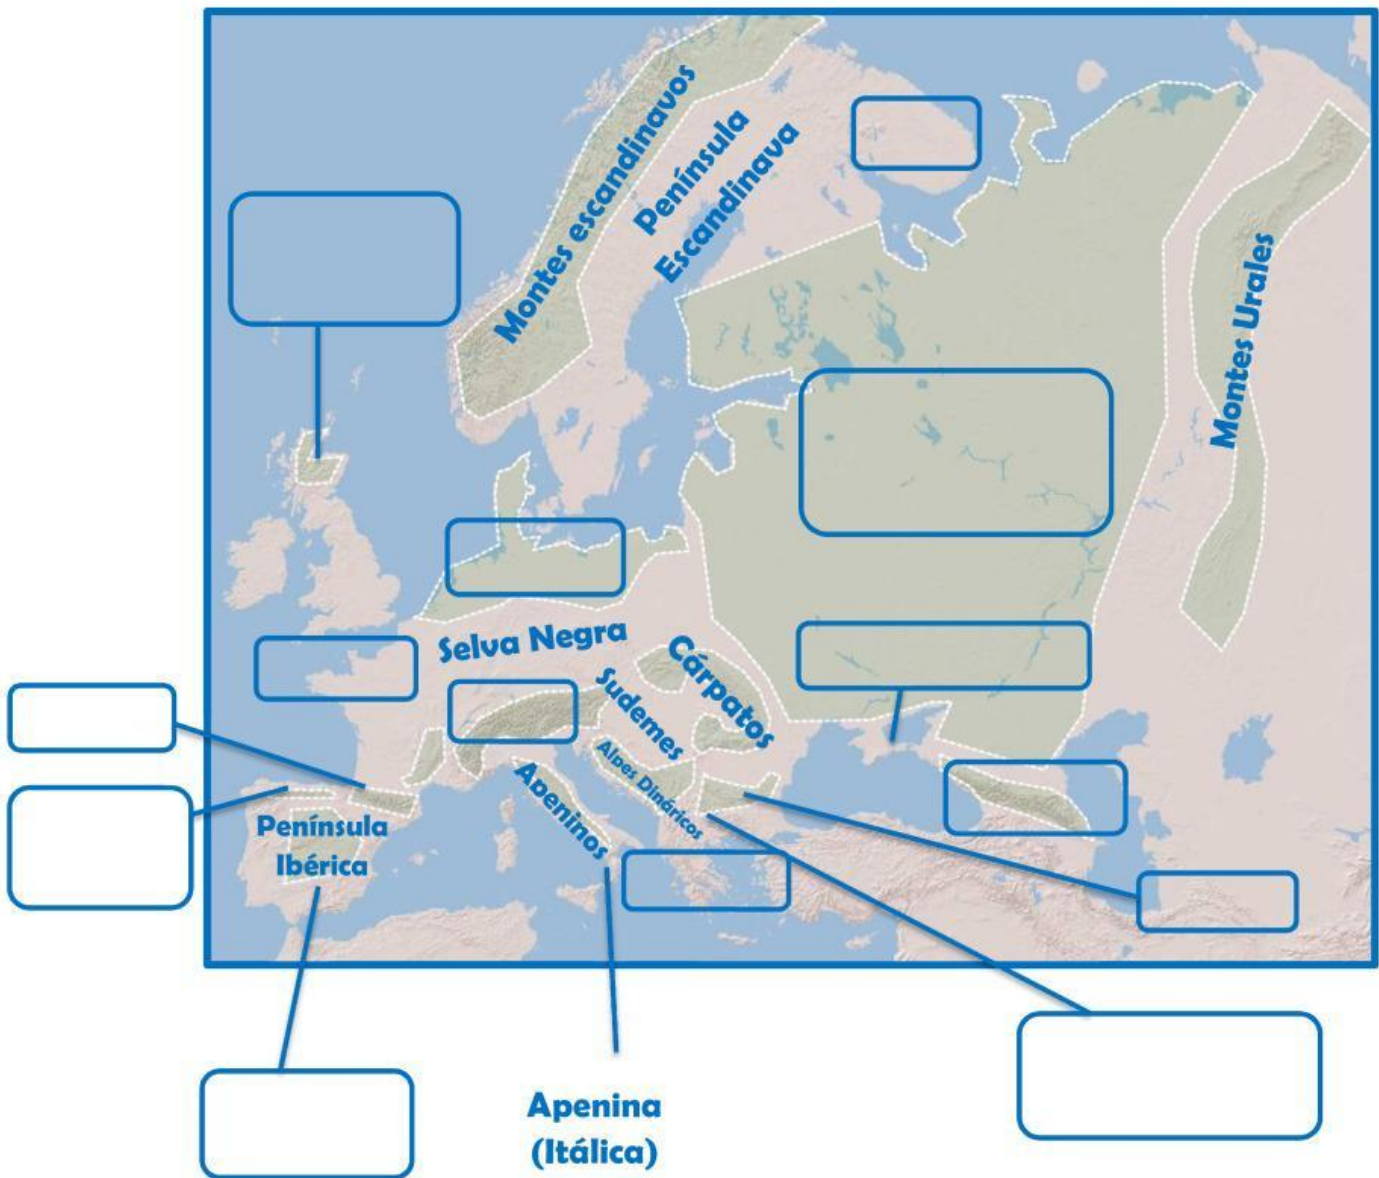 Montes escandinavos
Península
Escandinava
Montes Urales
Selva Negra
Cárpatos
Sudemes
Alpes Dináricos
Apeninos
Península
Ibérica
Apenina
(Itálica)